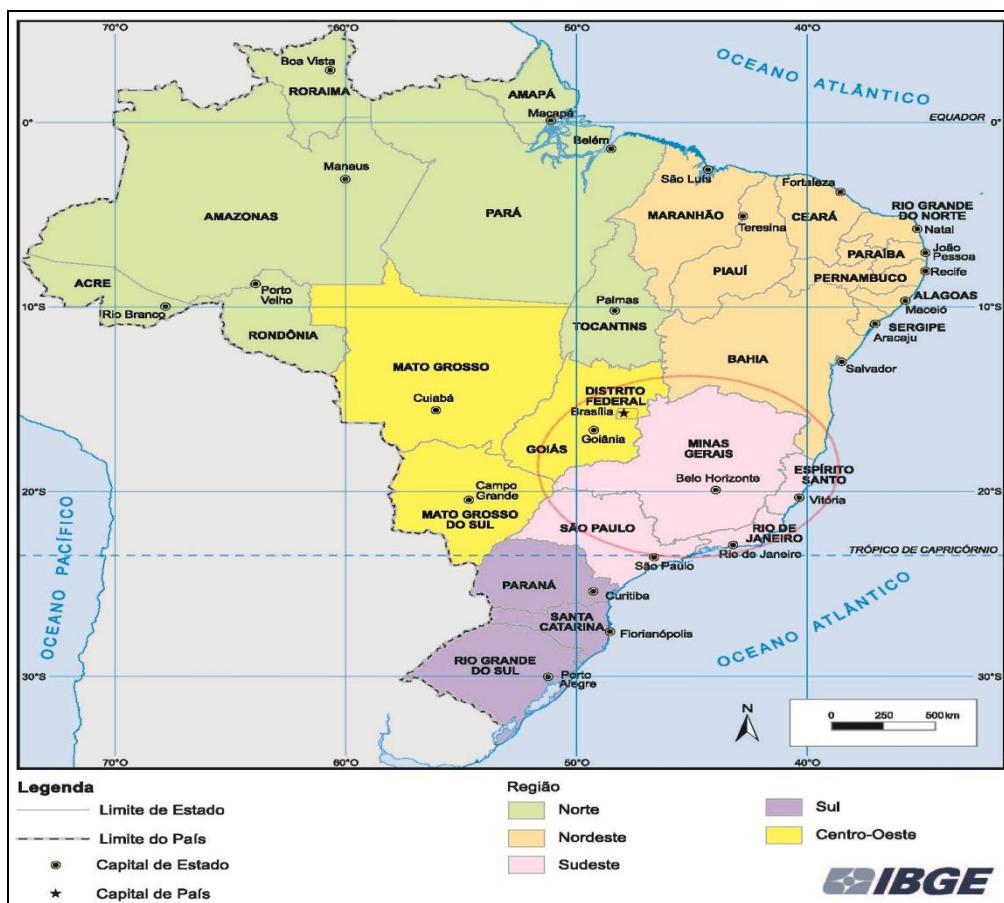 70°O
60°O
50°O
40°O
OCEANO ATLÂNTICO
Boa Vista
RORAIMA
AMAPÁ
Macapá
EQUADOR
0°
0°
Belém
São Luís
Fortaleza
Manaus
AMAZONAS
PARÁ
MARANHÃO
Teresina
CEARÁ
RIO GRANDE
DO NORTE
Natal
PARAÍBA
João
Pessoa
PIAUÍ
PERNAMBUCO
Recife
ACRE
Porto
Velho
Rio Branco
10°S
10°S
Palmas
TOCANTINS
ALAGOAS
Maceió
SERGIPE
Aracaju
RONDÔNIA
BAHIA
Salvador
MATO GROSSO
Cuiabá
DISTRITO
FEDERAL
Brasília
Goiânia
GOIÁS
MINAS
GERAIS
Belo Horizonte
ESPÍRITO
SANTO
Vitória
20°S
20°S
Campo
Grande
MATO GROSSO
DO SUL
SÃO PAULO
São Paulo
RIO DE
JANEIRO
Rio de Janeiro
TRÓPICO DE CAPRICÓRNIO
OCEANO PACÍFICO
OCEANO ATLÂNTICO
PARANÁ
Curitiba
SANTA
CATARINA
Florianópolis
RIO GRANDE
DO SUL
Porto
Alegre
30°S
30°S
N
0 250 500 km
70°O
60°O
50°O
40°O
Legenda
Limite de Estado
Limite do País
Capital de Estado
Capital de País
Região
Norte
Nordeste
Sudeste
Sul
Centro-Oeste
IBGE